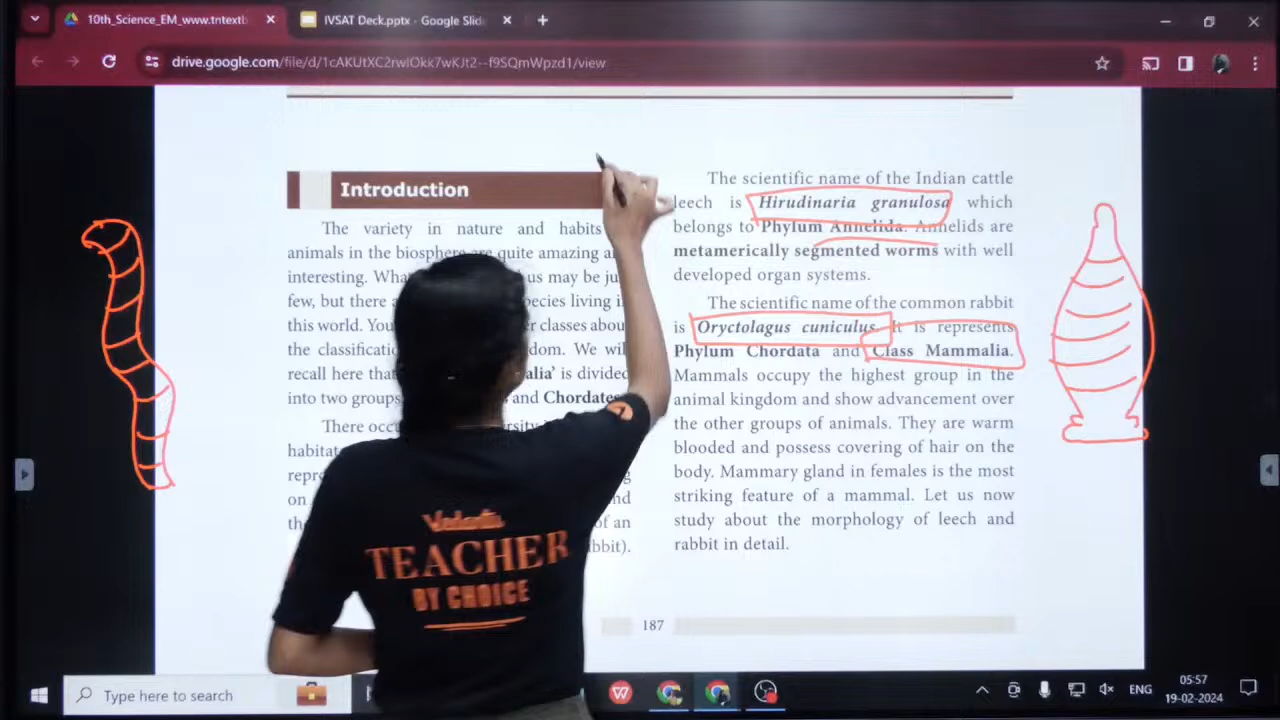 10th_Science_EM_www.tntextb
IVSAT Deck.pptx - Google Slid
drive.google.com/file/d/1cAKUtXC2rwIOkk7wKJt2--f9SQmWpzd1/view
Introduction
The variety in nature and habits
animals in the biosphere are quite amazing a
interesting. Wha us may be ju
few, but there a species living i
this world. You er classes abou
the classificati dom. We wil
recall here tha alia' is divided
into two groups and Chordates
There occ ersity
habitat
repr ng
on nd
th of an
bbit).
The scientific name of the Indian cattle
leech is Hirudinaria granulosa which
belongs to Phylum Annelida. Annelids are
metamerically segmented worms with well
developed organ systems.
The scientific name of the common rabbit
is Oryctolagus cuniculus. It is represents
Phylum Chordata and Class Mammalia.
Mammals occupy the highest group in the
animal kingdom and show advancement over
the other groups of animals. They are warm
blooded and possess covering of hair on the
body. Mammary gland in females is the most
striking feature of a mammal. Let us now
study about the morphology of leech and
rabbit in detail.
187
Vedantu
TEACHER
BY CHOICE
Type here to search
ENG
05:57
19-02-2024